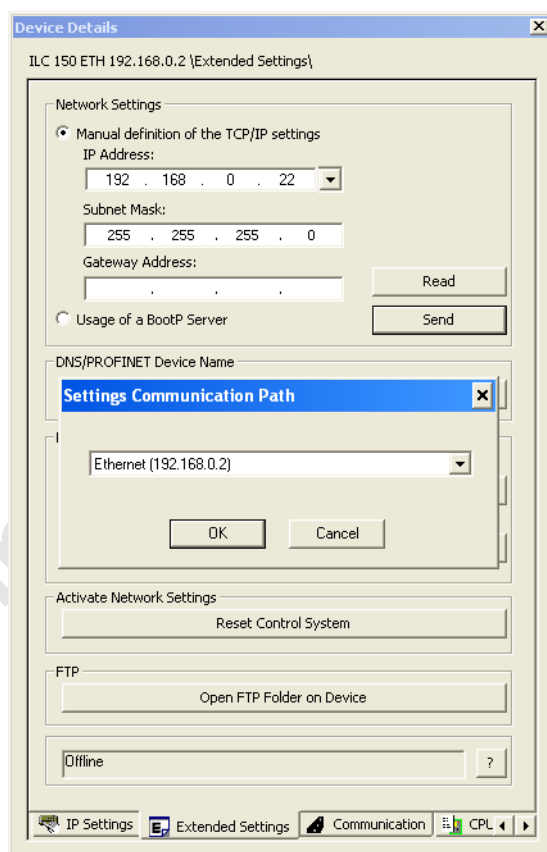 Device Details
ILC 150 ETH 192.168.0.2 \Extended Settings\
Network Settings
Manual definition of the TCP/IP settings
IP Address:
192 . 168 . 0 . 22
Subnet Mask:
255 . 255 . 255 . 0
Gateway Address:
. . .
Read
Usage of a BootP Server
Send
DNS/PROFINET Device Name
Settings Communication Path
Ethernet (192.168.0.2)
OK Cancel
Activate Network Settings
Reset Control System
FTP
Open FTP Folder on Device
Offline ?
IP Settings Extended Settings Communication CPU